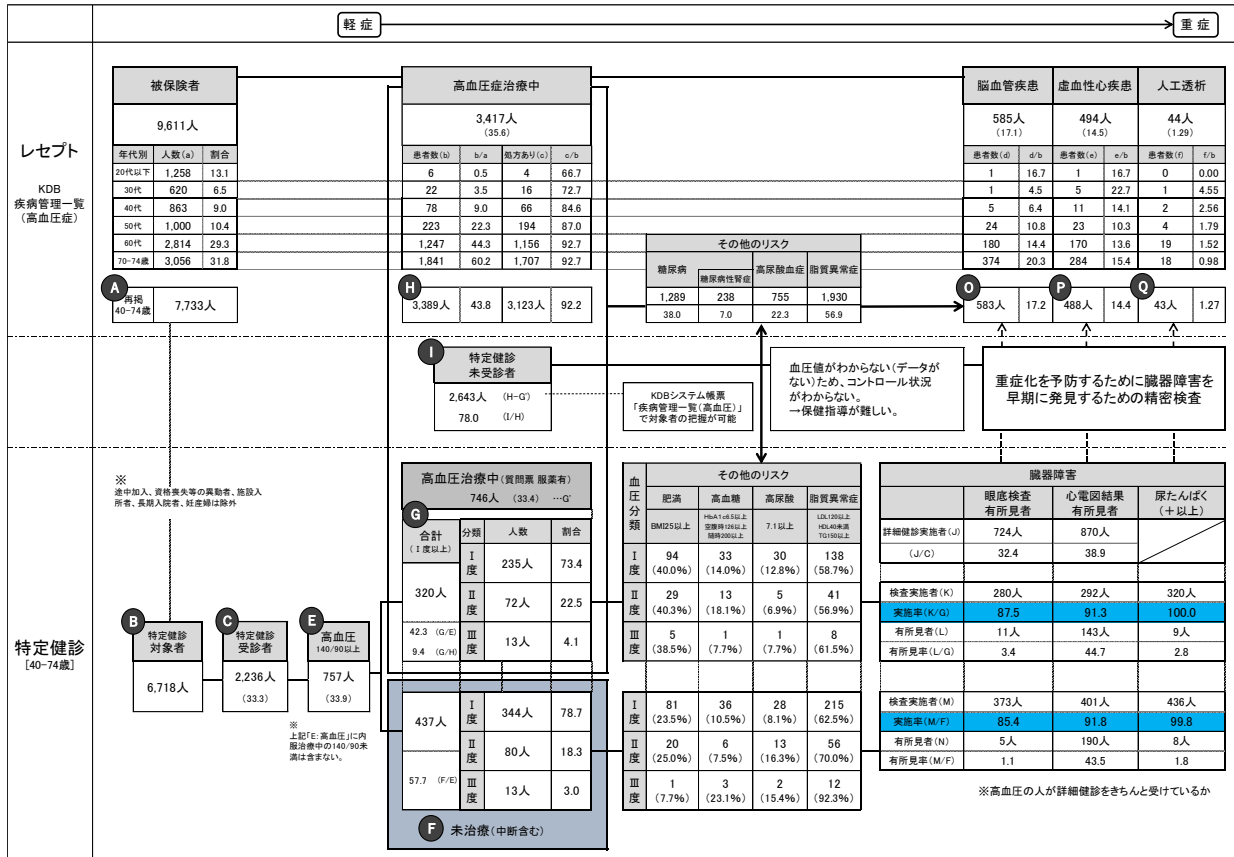 軽症
重症
レセプト
KDB
疾病管理一覧
(高血圧症)
被保険者
9,611人
年代別 人数(a) 割合
20代以下 1,258 13.1
30代 620 6.5
40代 863 9.0
50代 1,000 10.4
60代 2,814 29.3
70-74歳 3,056 31.8
A
再掲
40-74歳
7,733人
高血圧症治療中
3,417人
(35.6)
患者数(b) b/a 処方あり(c) c/b
6 0.5 4 66.7
22 3.5 16 72.7
78 9.0 66 84.6
223 22.3 194 87.0
1,247 44.3 1,156 92.7
1,841 60.2 1,707 92.7
H
3,389人 43.8 3,123人 92.2
その他のリスク
糖尿病 糖尿病性腎症 高尿酸血症 脂質異常症
1,289 238 755 1,930
38.0 7.0 22.3 56.9
脳血管疾患 虚血性心疾患 人工透析
585人 494人 44人
(17.1) (14.5) (1.29)
患者数(d) d/b 患者数(e) e/b 患者数(f) f/b
1 16.7 1 16.7 0 0.00
1 4.5 5 22.7 1 4.55
5 6.4 11 14.1 2 2.56
24 10.8 23 10.3 4 1.79
180 14.4 170 13.6 19 1.52
374 20.3 284 15.4 18 0.98
O P Q
583人 17.2 488人 14.4 43人 1.27
I
特定健診
未受診者
2,643人 (H-G')
78.0 (I/H)
KDBシステム帳票
「疾病管理一覧(高血圧)」
で対象者の把握が可能
血圧値がわからない(データが
ない)ため、コントロール状況
がわからない。
→保健指導が難しい。
重症化を予防するために臓器障害を
早期に発見するための精密検査
特定健診
[40-74歳]
※
途中加入、資格喪失等の異動者、施設入
所者、長期入院者、妊産婦は除外
B
特定健診
対象者
6,718人
C
特定健診
受診者
2,236人
(33.3)
E
高血圧
140/90以上
757人
(33.9)
※
上記「E:高血圧」に内
服治療中の140/90未
満は含まない。
高血圧治療中(質問票 服薬有)
746人 (33.4) …G'
G
合計
(Ⅰ度以上)
分類 人数 割合
320人
42.3 (G/E)
9.4 (G/H)
Ⅰ度 235人 73.4
Ⅱ度 72人 22.5
Ⅲ度 13人 4.1
437人
57.7 (F/E)
Ⅰ度 344人 78.7
Ⅱ度 80人 18.3
Ⅲ度 13人 3.0
F 未治療(中断含む)
血圧分類
その他のリスク
肥満 高血糖 高尿酸 脂質異常症
BMI25以上
HbA1c6.5以上
空腹時126以上
随時200以上
7.1以上
LDL120以上
HDL40未満
TG150以上
Ⅰ度 94 33 30 138
(40.0%) (14.0%) (12.8%) (58.7%)
Ⅱ度 29 13 5 41
(40.3%) (18.1%) (6.9%) (56.9%)
Ⅲ度 5 1 1 8
(38.5%) (7.7%) (7.7%) (61.5%)
Ⅰ度 81 36 28 215
(23.5%) (10.5%) (8.1%) (62.5%)
Ⅱ度 20 6 13 56
(25.0%) (7.5%) (16.3%) (70.0%)
Ⅲ度 1 3 2 12
(7.7%) (23.1%) (15.4%) (92.3%)
臓器障害
眼底検査
有所見者
心電図結果
有所見者
尿たんぱく
(+以上)
詳細健診実施者(J) 724人 870人
(J/C) 32.4 38.9
検査実施者(K) 280人 292人 320人
実施率(K/G) 87.5 91.3 100.0
有所見者(L) 11人 143人 9人
有所見率(L/G) 3.4 44.7 2.8
検査実施者(M) 373人 401人 436人
実施率(M/F) 85.4 91.8 99.8
有所見者(N) 5人 190人 8人
有所見率(M/F) 1.1 43.5 1.8
※高血圧の人が詳細健診をきちんと受けているか